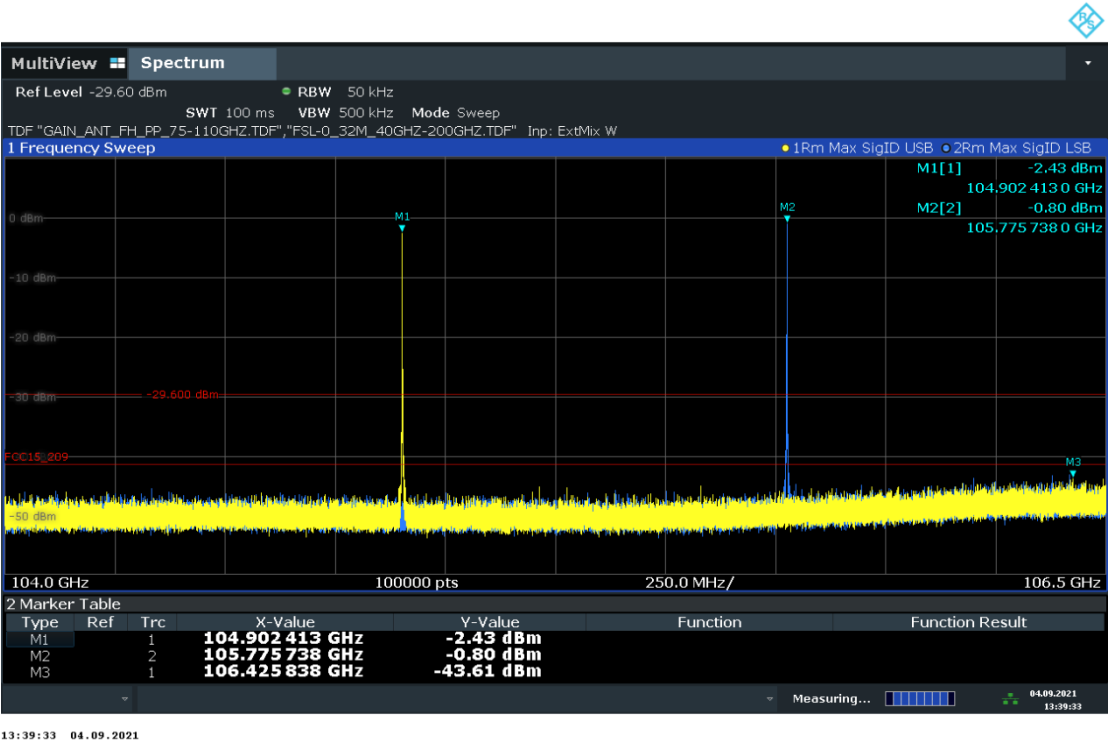 R&S
MultiView Spectrum
Ref Level -29.60 dBm RBW 50 kHz
SWT 100 ms VBW 500 kHz Mode Sweep
TDF "GAIN_ANT_FH_PP_75-110GHZ.TDF","FSL-0_32M_40GHZ-200GHZ.TDF" Inp: ExtMix W
1 Frequency Sweep 1Rm Max SigID USB 2Rm Max SigID LSB
M1[1] -2.43 dBm
104.902 413 0 GHz
M2[2] -0.80 dBm
105.775 738 0 GHz
M1
M2
M3
0 dBm
-10 dBm
-20 dBm
-30 dBm
-29.600 dBm
FCC15_209
-50 dBm
104.0 GHz 100000 pts 250.0 MHz/ 106.5 GHz
2 Marker Table
Type Ref Trc X-Value Y-Value Function Function Result
M1 1 104.902 413 GHz -2.43 dBm
M2 2 105.775 738 GHz -0.80 dBm
M3 1 106.425 838 GHz -43.61 dBm
Measuring... 04.09.2021
13:39:33
13:39:33 04.09.2021